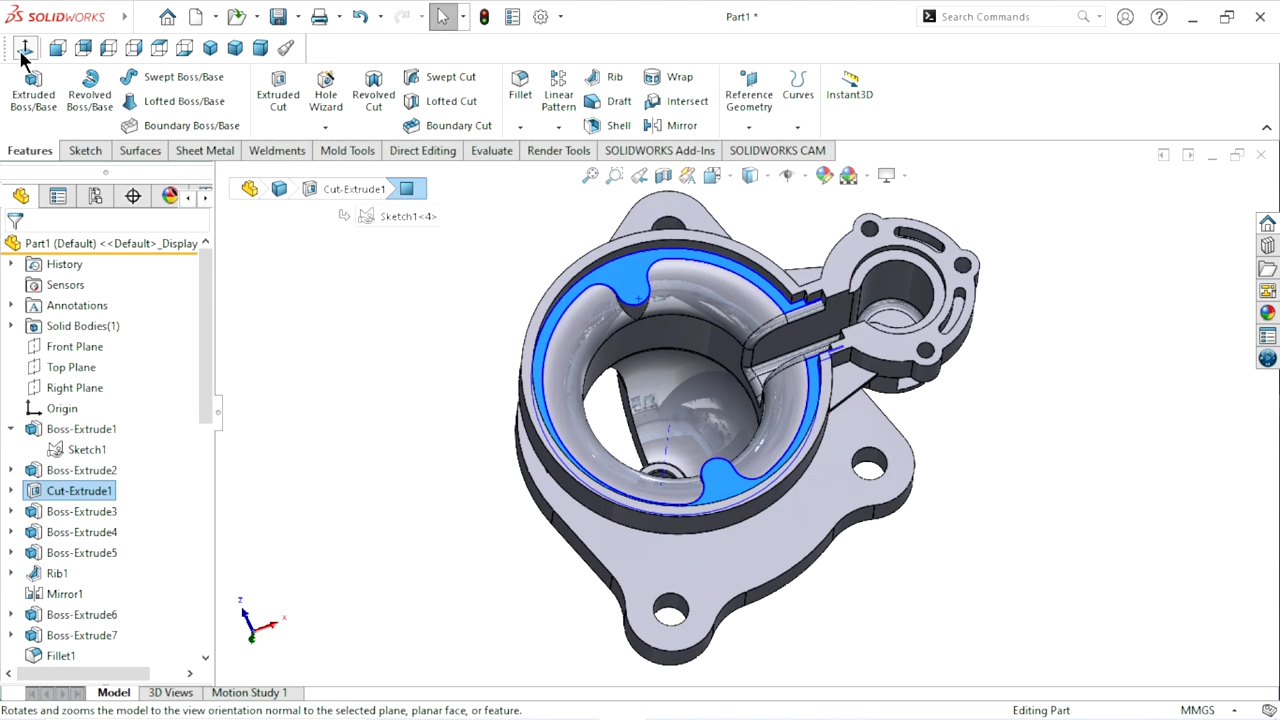 SOLIDWORKS
Part1 *
Search Commands
Extruded Boss/Base
Revolved Boss/Base
Swept Boss/Base
Lofted Boss/Base
Boundary Boss/Base
Extruded Cut
Hole Wizard
Revolved Cut
Swept Cut
Lofted Cut
Boundary Cut
Fillet
Linear Pattern
Rib
Draft
Shell
Wrap
Intersect
Mirror
Reference Geometry
Curves
Instant3D
Features Sketch Surfaces Sheet Metal Weldments Mold Tools Direct Editing Evaluate Render Tools SOLIDWORKS Add-Ins SOLIDWORKS CAM
Cut-Extrude1
Sketch1<4>
Part1 (Default) <<Default>_Display
History
Sensors
Annotations
Solid Bodies(1)
Front Plane
Top Plane
Right Plane
Origin
Boss-Extrude1
Sketch1
Boss-Extrude2
Cut-Extrude1
Boss-Extrude3
Boss-Extrude4
Boss-Extrude5
Rib1
Mirror1
Boss-Extrude6
Boss-Extrude7
Fillet1
z
x
Model 3D Views Motion Study 1
Rotates and zooms the model to the view orientation normal to the selected plane, planar face, or feature.
Editing Part
MMGS